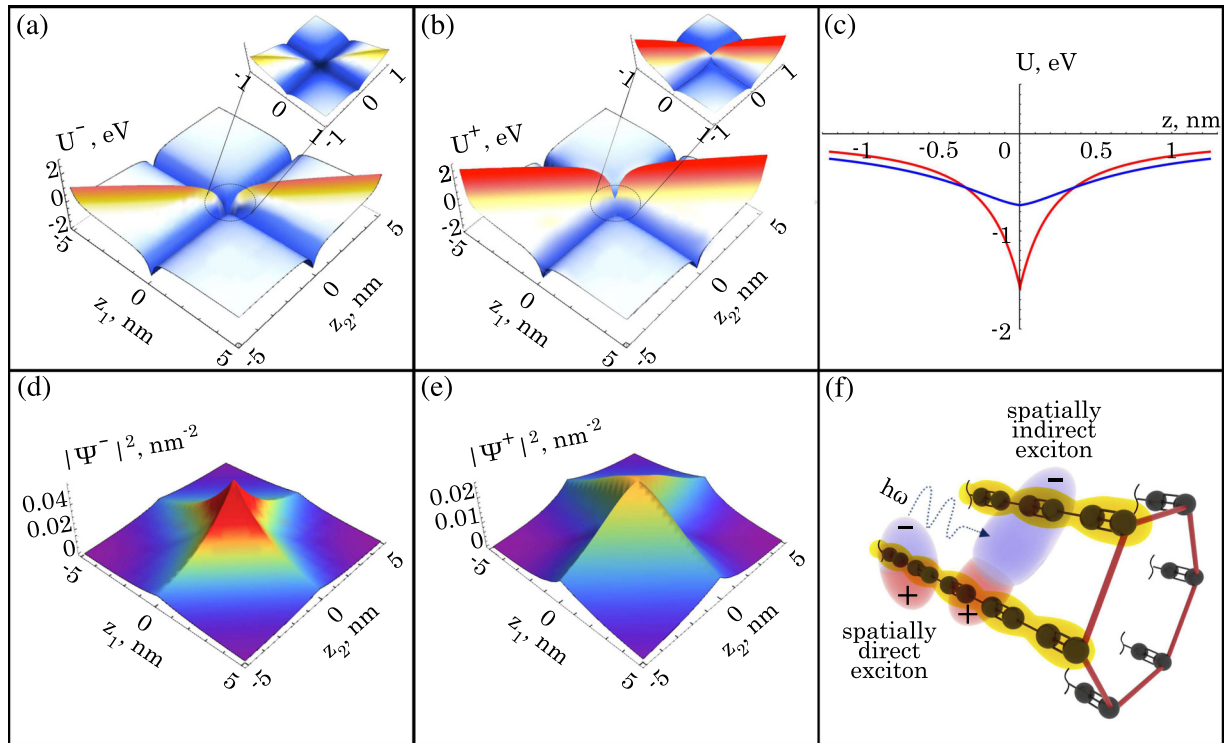 (a)
U⁻, eV
2
0
-2
-5
0
5
z₁, nm
-5
0
5
z₂, nm
-1
0
1
-1
0
1
(b)
U⁺, eV
2
0
-2
-5
0
5
z₁, nm
-5
0
5
z₂, nm
-1
0
1
-1
0
1
(c)
U, eV
z, nm
-1
-0.5
0
0.5
1
-1
-2
(d)
|Ψ⁻|², nm⁻²
0.04
0.02
0
-5
0
5
z₁, nm
-5
0
5
z₂, nm
(e)
|Ψ⁺|², nm⁻²
0.02
0.01
0
-5
0
5
z₁, nm
-5
0
5
z₂, nm
(f)
spatially
indirect
exciton
ħω
−
−
+
+
spatially
direct
exciton